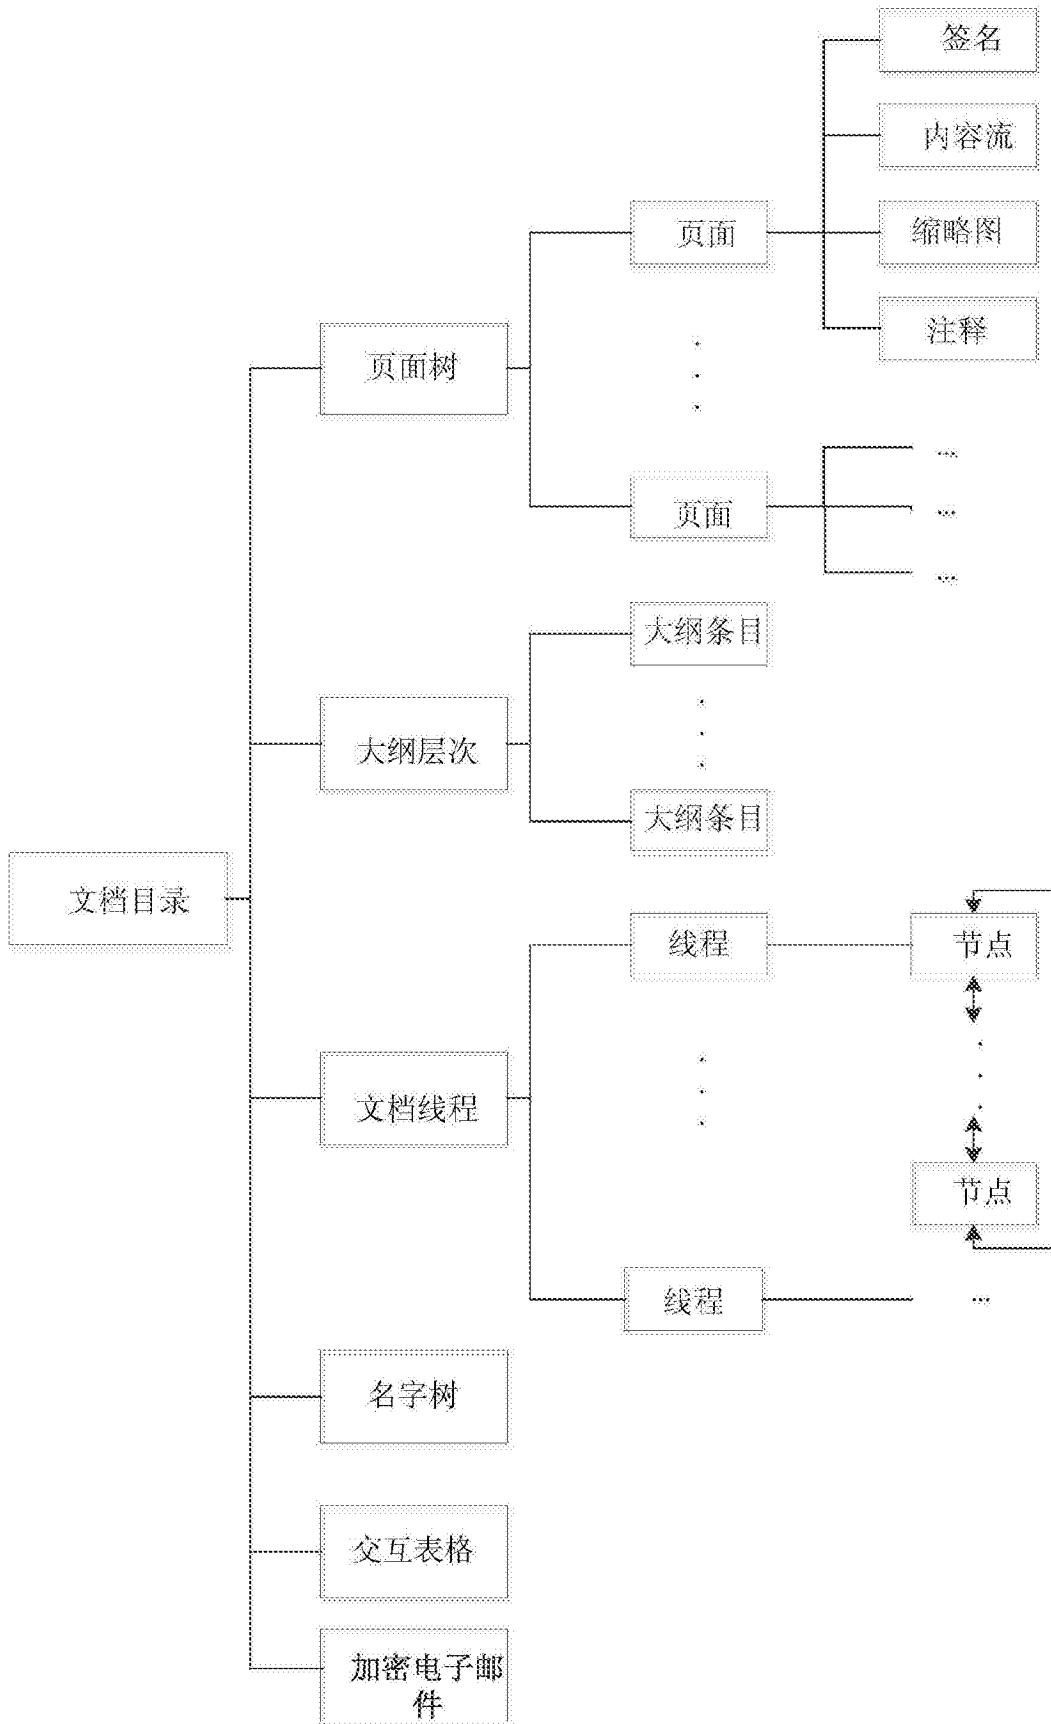 签名
内容流
页面
缩略图
注释
页面树
...
页面
...
...
大纲条目
大纲层次
大纲条目
文档目录
线程
节点
文档线程
节点
线程
...
名字树
交互表格
加密电子邮
件